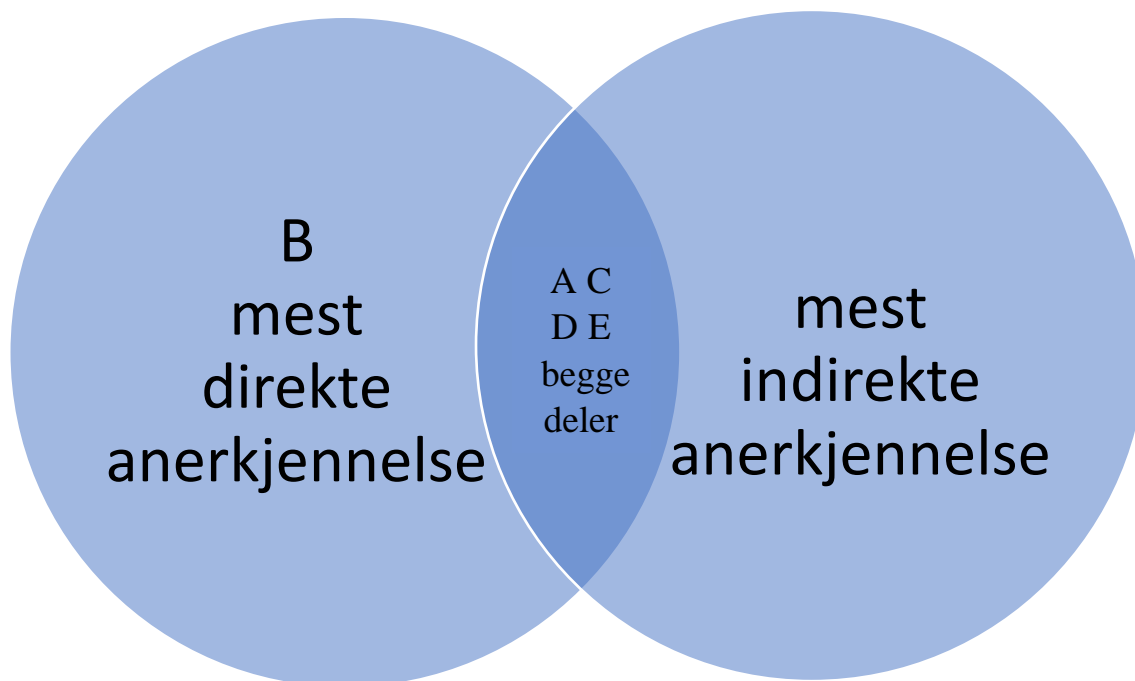 B
mest
direkte
anerkjennelse
A C
D E
begge
deler
mest
indirekte
anerkjennelse